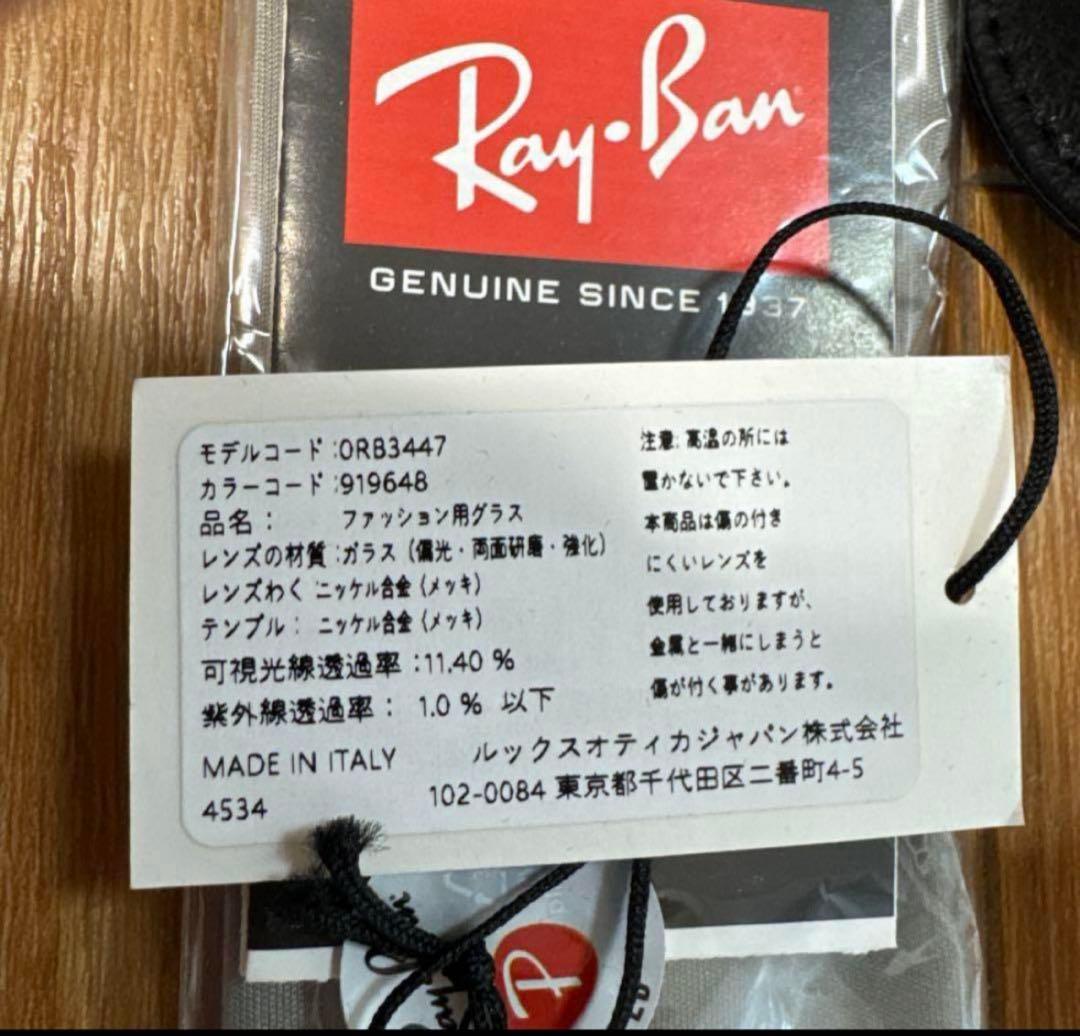 Ray-Ban
GENUINE SINCE 1937
モデルコード:0RB3447
カラーコード:919648
品名: ファッション用グラス
レンズの材質:ガラス(偏光・両面研磨・強化)
レンズわく ニッケル合金(メッキ)
テンプル: ニッケル合金(メッキ)
可視光線透過率:11.40 %
紫外線透過率: 1.0 % 以下
MADE IN ITALY
4534
注意:高温の所には
置かないで下さい。
本商品は傷の付き
にくいレンズを
使用しておりますが、
金属と一緒にしまうと
傷が付く事があります。
ルックスオティカジャパン株式会社
102-0084 東京都千代田区二番町4-5